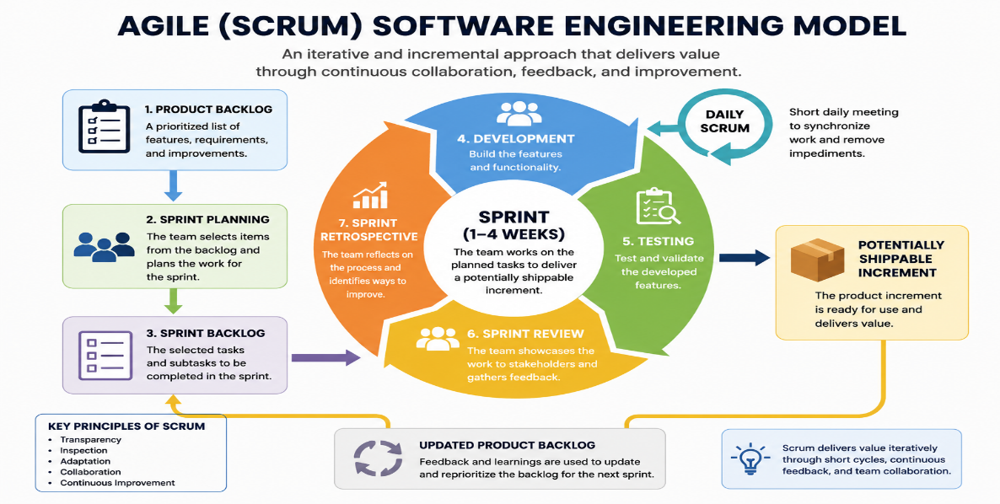 AGILE (SCRUM) SOFTWARE ENGINEERING MODEL
An iterative and incremental approach that delivers value
through continuous collaboration, feedback, and improvement.
1. PRODUCT BACKLOG
A prioritized list of
features, requirements,
and improvements.
2. SPRINT PLANNING
The team selects items
from the backlog and
plans the work for
the sprint.
3. SPRINT BACKLOG
The selected tasks
and subtasks to be
completed in the sprint.
4. DEVELOPMENT
Build the features
and functionality.
DAILY
SCRUM
Short daily meeting
to synchronize
work and remove
impediments.
SPRINT
(1–4 WEEKS)
The team works on the
planned tasks to deliver
a potentially shippable
increment.
5. TESTING
Test and validate
the developed
features.
6. SPRINT REVIEW
The team showcases the
work to stakeholders and
gathers feedback.
7. SPRINT
RETROSPECTIVE
The team reflects on
the process and
identifies ways to
improve.
POTENTIALLY
SHIPPABLE
INCREMENT
The product increment
is ready for use and
delivers value.
KEY PRINCIPLES OF SCRUM
• Transparency
• Inspection
• Adaptation
• Collaboration
• Continuous Improvement
UPDATED PRODUCT BACKLOG
Feedback and learnings are used to update
and reprioritize the backlog for the next sprint.
Scrum delivers value iteratively
through short cycles, continuous
feedback, and team collaboration.